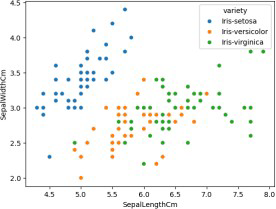 4.5
4.0
3.5
3.0
2.5
2.0
SepalWidthCm
variety
Iris-setosa
Iris-versicolor
Iris-virginica
4.5 5.0 5.5 6.0 6.5 7.0 7.5 8.0
SepalLengthCm